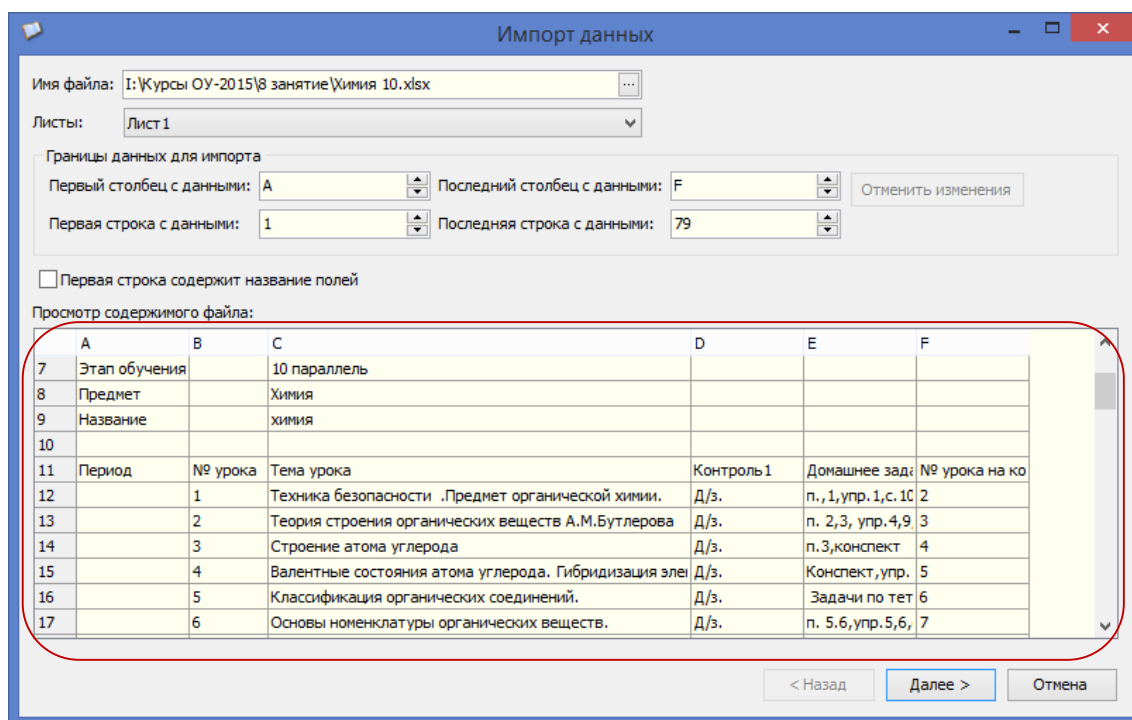 Импорт данных
Имя файла: I:\Курсы ОУ-2015\8 занятие\Химия 10.xlsx ...
Листы: Лист1
Границы данных для импорта
Первый столбец с данными: A Последний столбец с данными: F Отменить изменения
Первая строка с данными: 1 Последняя строка с данными: 79
Первая строка содержит название полей
Просмотр содержимого файла:
A B C D E F
7 Этап обучения 10 параллель
8 Предмет Химия
9 Название химия
10
11 Период № урока Тема урока Контроль1 Домашнее зада № урока на ко
12 1 Техника безопасности .Предмет органической химии. Д/з. п.,1,упр.1,с.10 2
13 2 Теория строения органических веществ А.М.Бутлерова Д/з. п. 2,3, упр.4,9, 3
14 3 Строение атома углерода Д/з. п.3,конспект 4
15 4 Валентные состояния атома углерода. Гибридизация элек Д/з. Конспект,упр. 5
16 5 Классификация органических соединений. Д/з. Задачи по тет 6
17 6 Основы номенклатуры органических веществ. Д/з. п. 5.6,упр.5,6, 7
< Назад Далее > Отмена